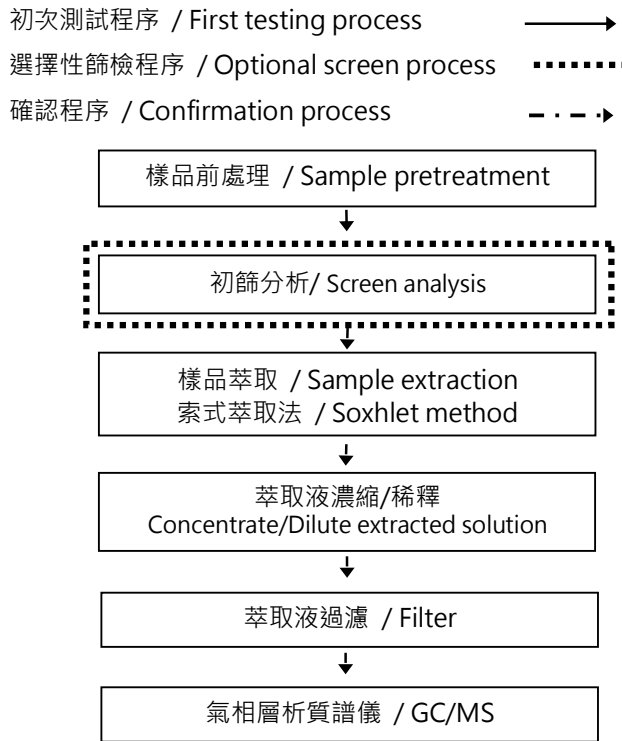 初次測試程序 / First testing process
選擇性篩檢程序 / Optional screen process
確認程序 / Confirmation process
樣品前處理 / Sample pretreatment
初篩分析/ Screen analysis
樣品萃取 / Sample extraction
索式萃取法 / Soxhlet method
萃取液濃縮/稀釋
Concentrate/Dilute extracted solution
萃取液過濾 / Filter
氣相層析質譜儀 / GC/MS